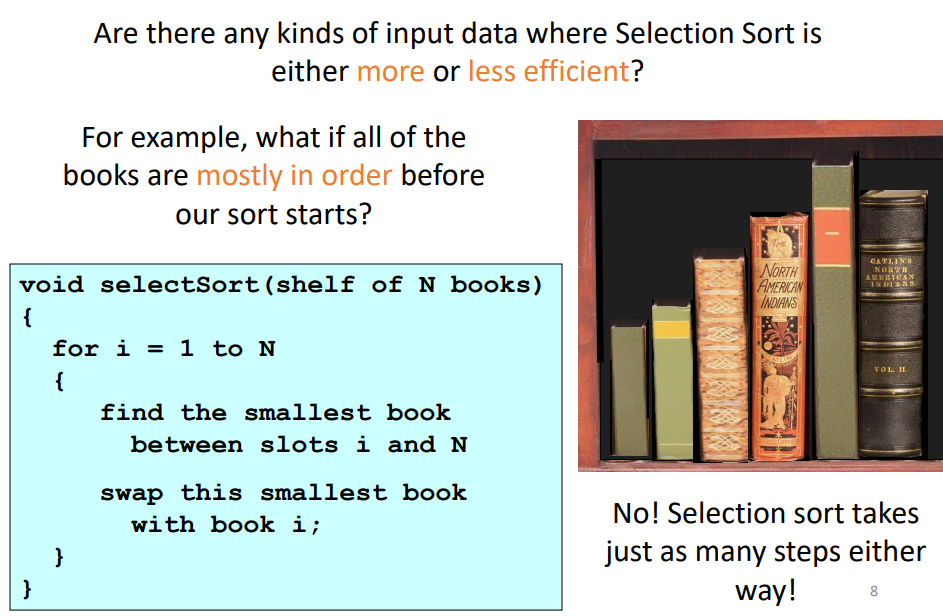 Are there any kinds of input data where Selection Sort is
either more or less efficient?
For example, what if all of the
books are mostly in order before
our sort starts?
void selectSort(shelf of N books)
{
for i = 1 to N
{
find the smallest book
between slots i and N
swap this smallest book
with book i;
}
}
THE
NORTH
AMERICAN
INDIANS
CATLIN
CATLIN'S
NORTH
AMERICAN
INDIANS
VOL. II.
No! Selection sort takes
just as many steps either
way!
8